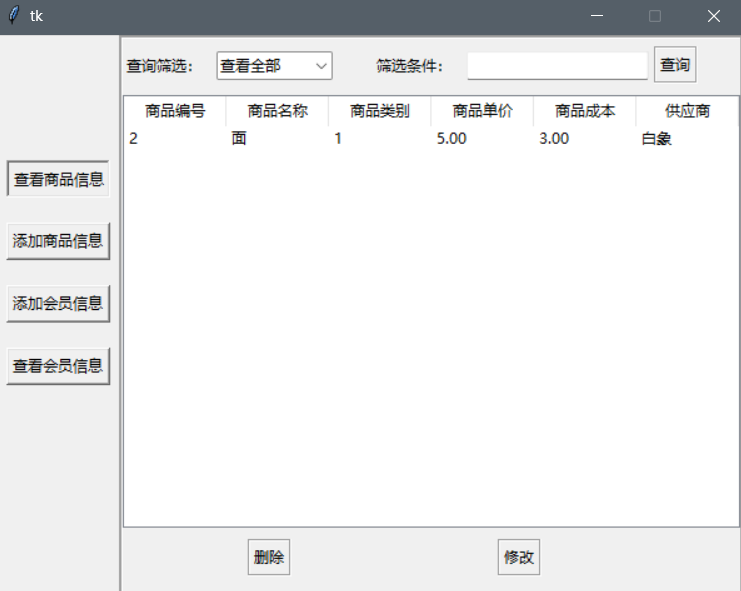 tk
查询筛选： 查看全部 筛选条件： 查询
商品编号 商品名称 商品类别 商品单价 商品成本 供应商
2 面 1 5.00 3.00 白象
查看商品信息
添加商品信息
添加会员信息
查看会员信息
删除 修改